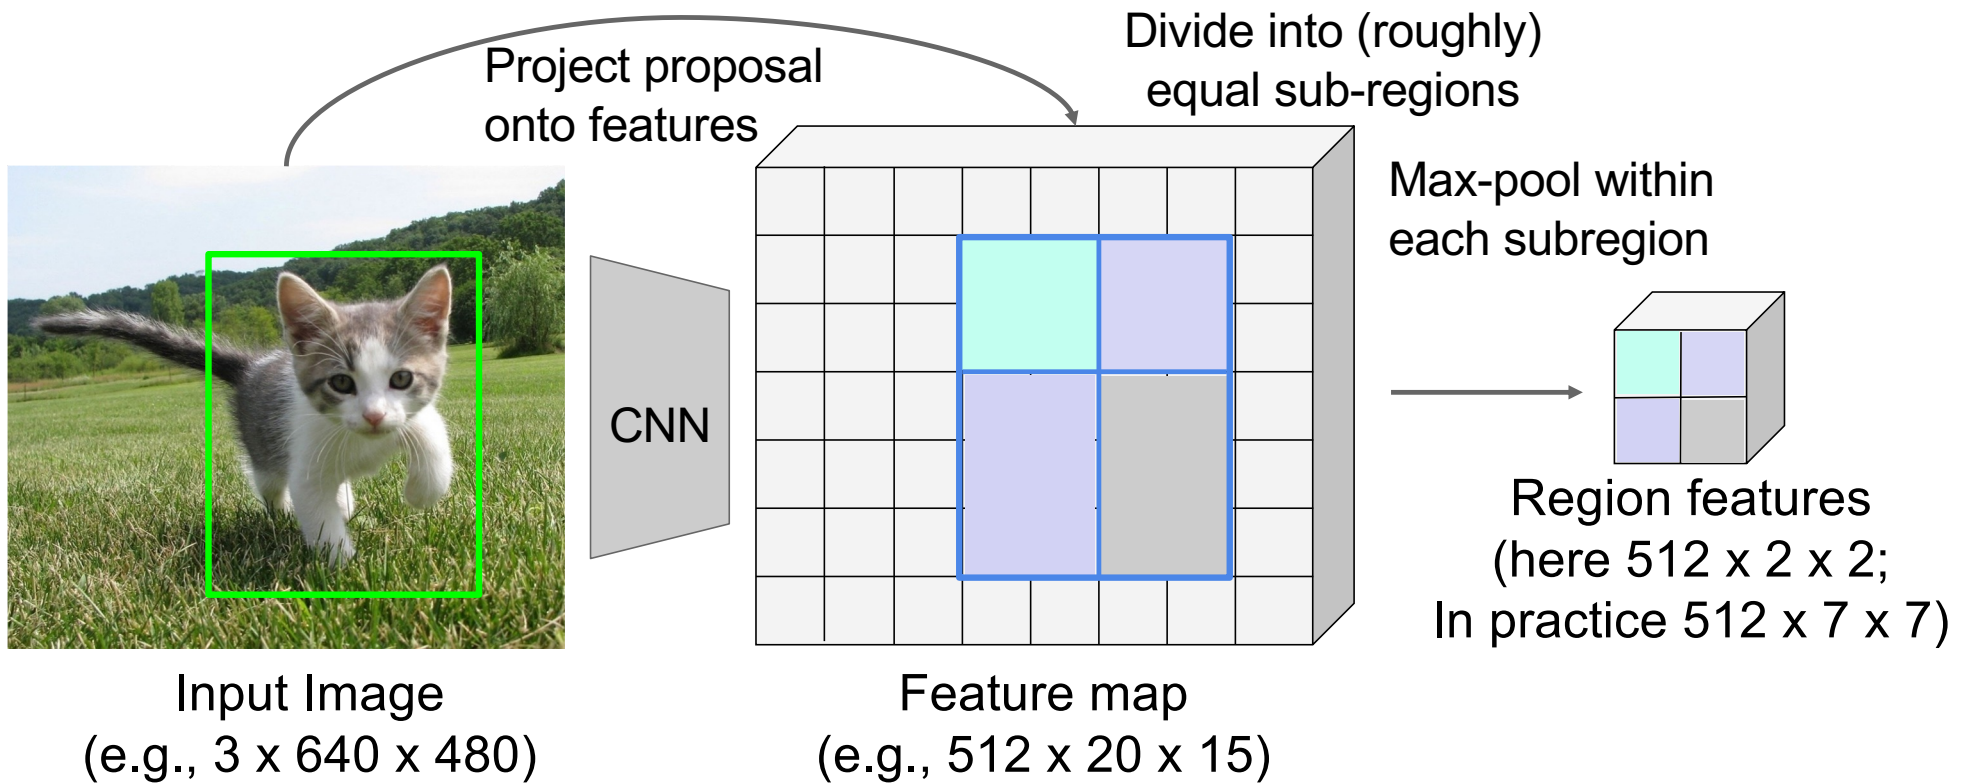 Project proposal
onto features
Divide into (roughly)
equal sub-regions
Max-pool within
each subregion
CNN
Region features
(here 512 x 2 x 2;
In practice 512 x 7 x 7)
Input Image
(e.g., 3 x 640 x 480)
Feature map
(e.g., 512 x 20 x 15)